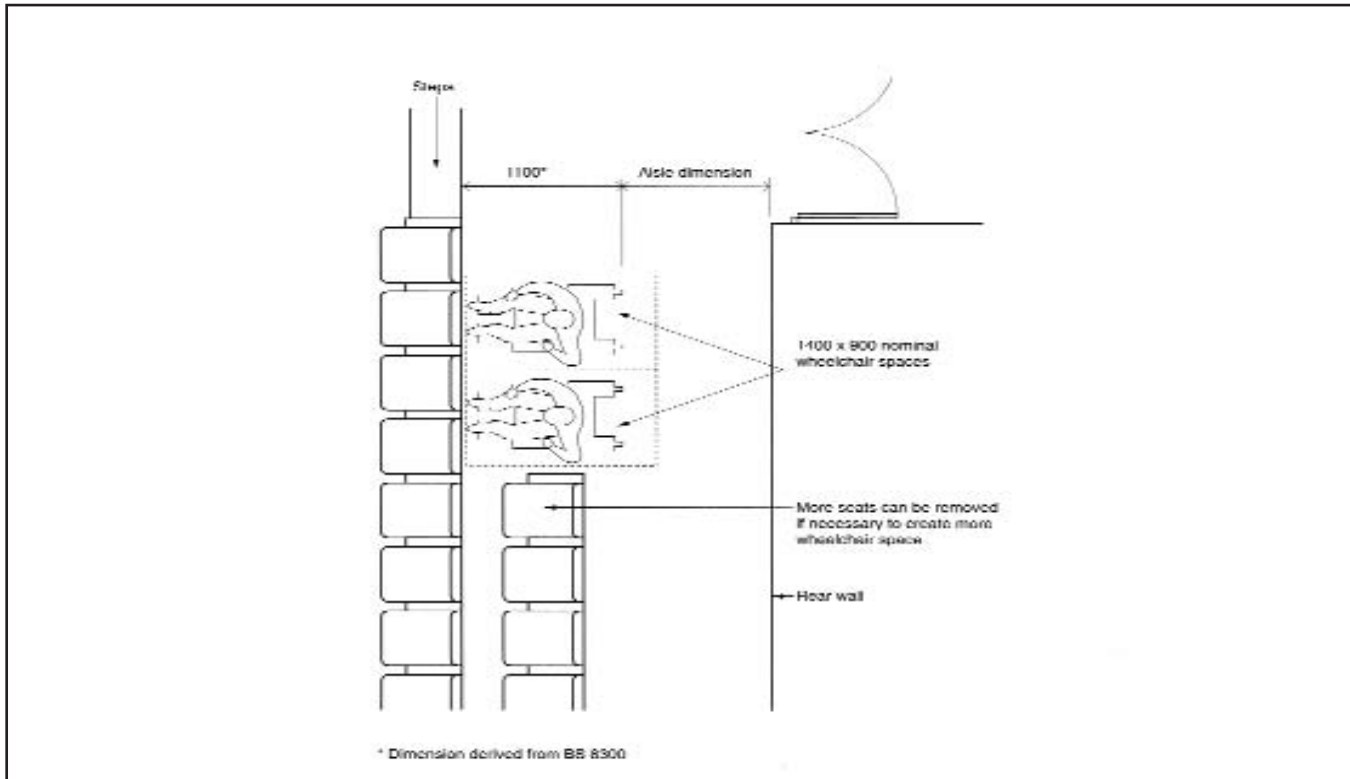 Steps
1100*
Aisle dimension
1400 x 900 nominal
wheelchair spaces
More seats can be removed
if necessary to create more
wheelchair space
Rear wall
* Dimension derived from BS 8300